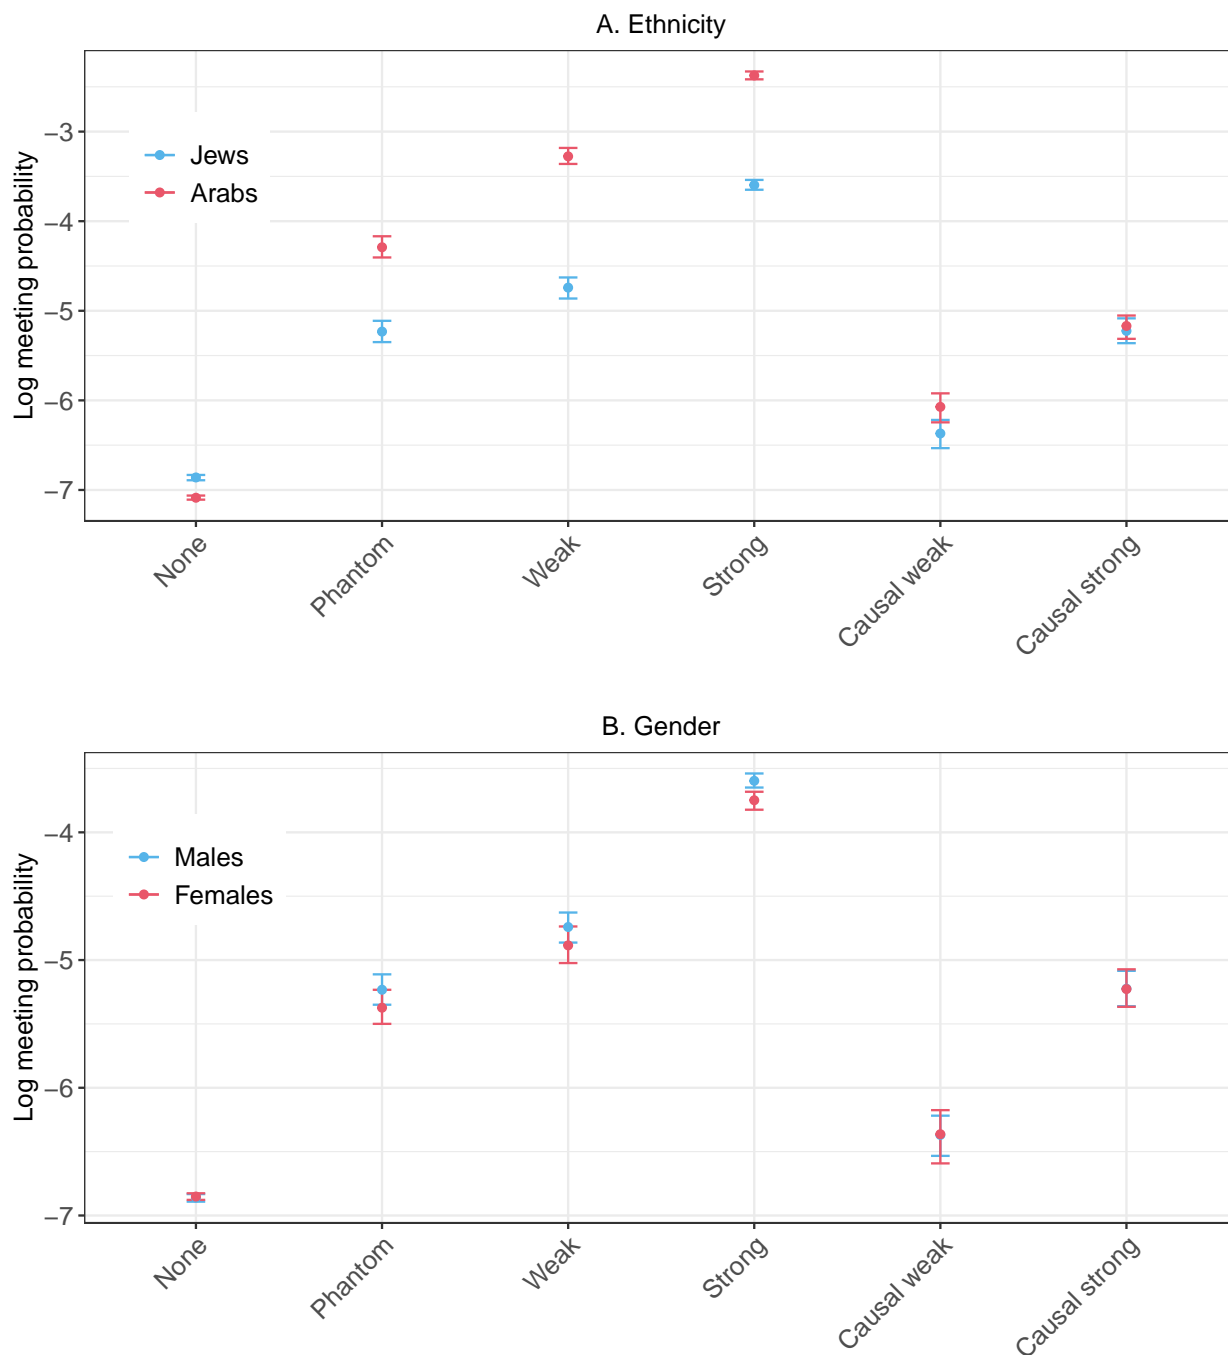 A. Ethnicity
Log meeting probability
−3
−4
−5
−6
−7
Jews
Arabs
None
Phantom
Weak
Strong
Causal weak
Causal strong
B. Gender
Log meeting probability
−4
−5
−6
−7
Males
Females
None
Phantom
Weak
Strong
Causal weak
Causal strong